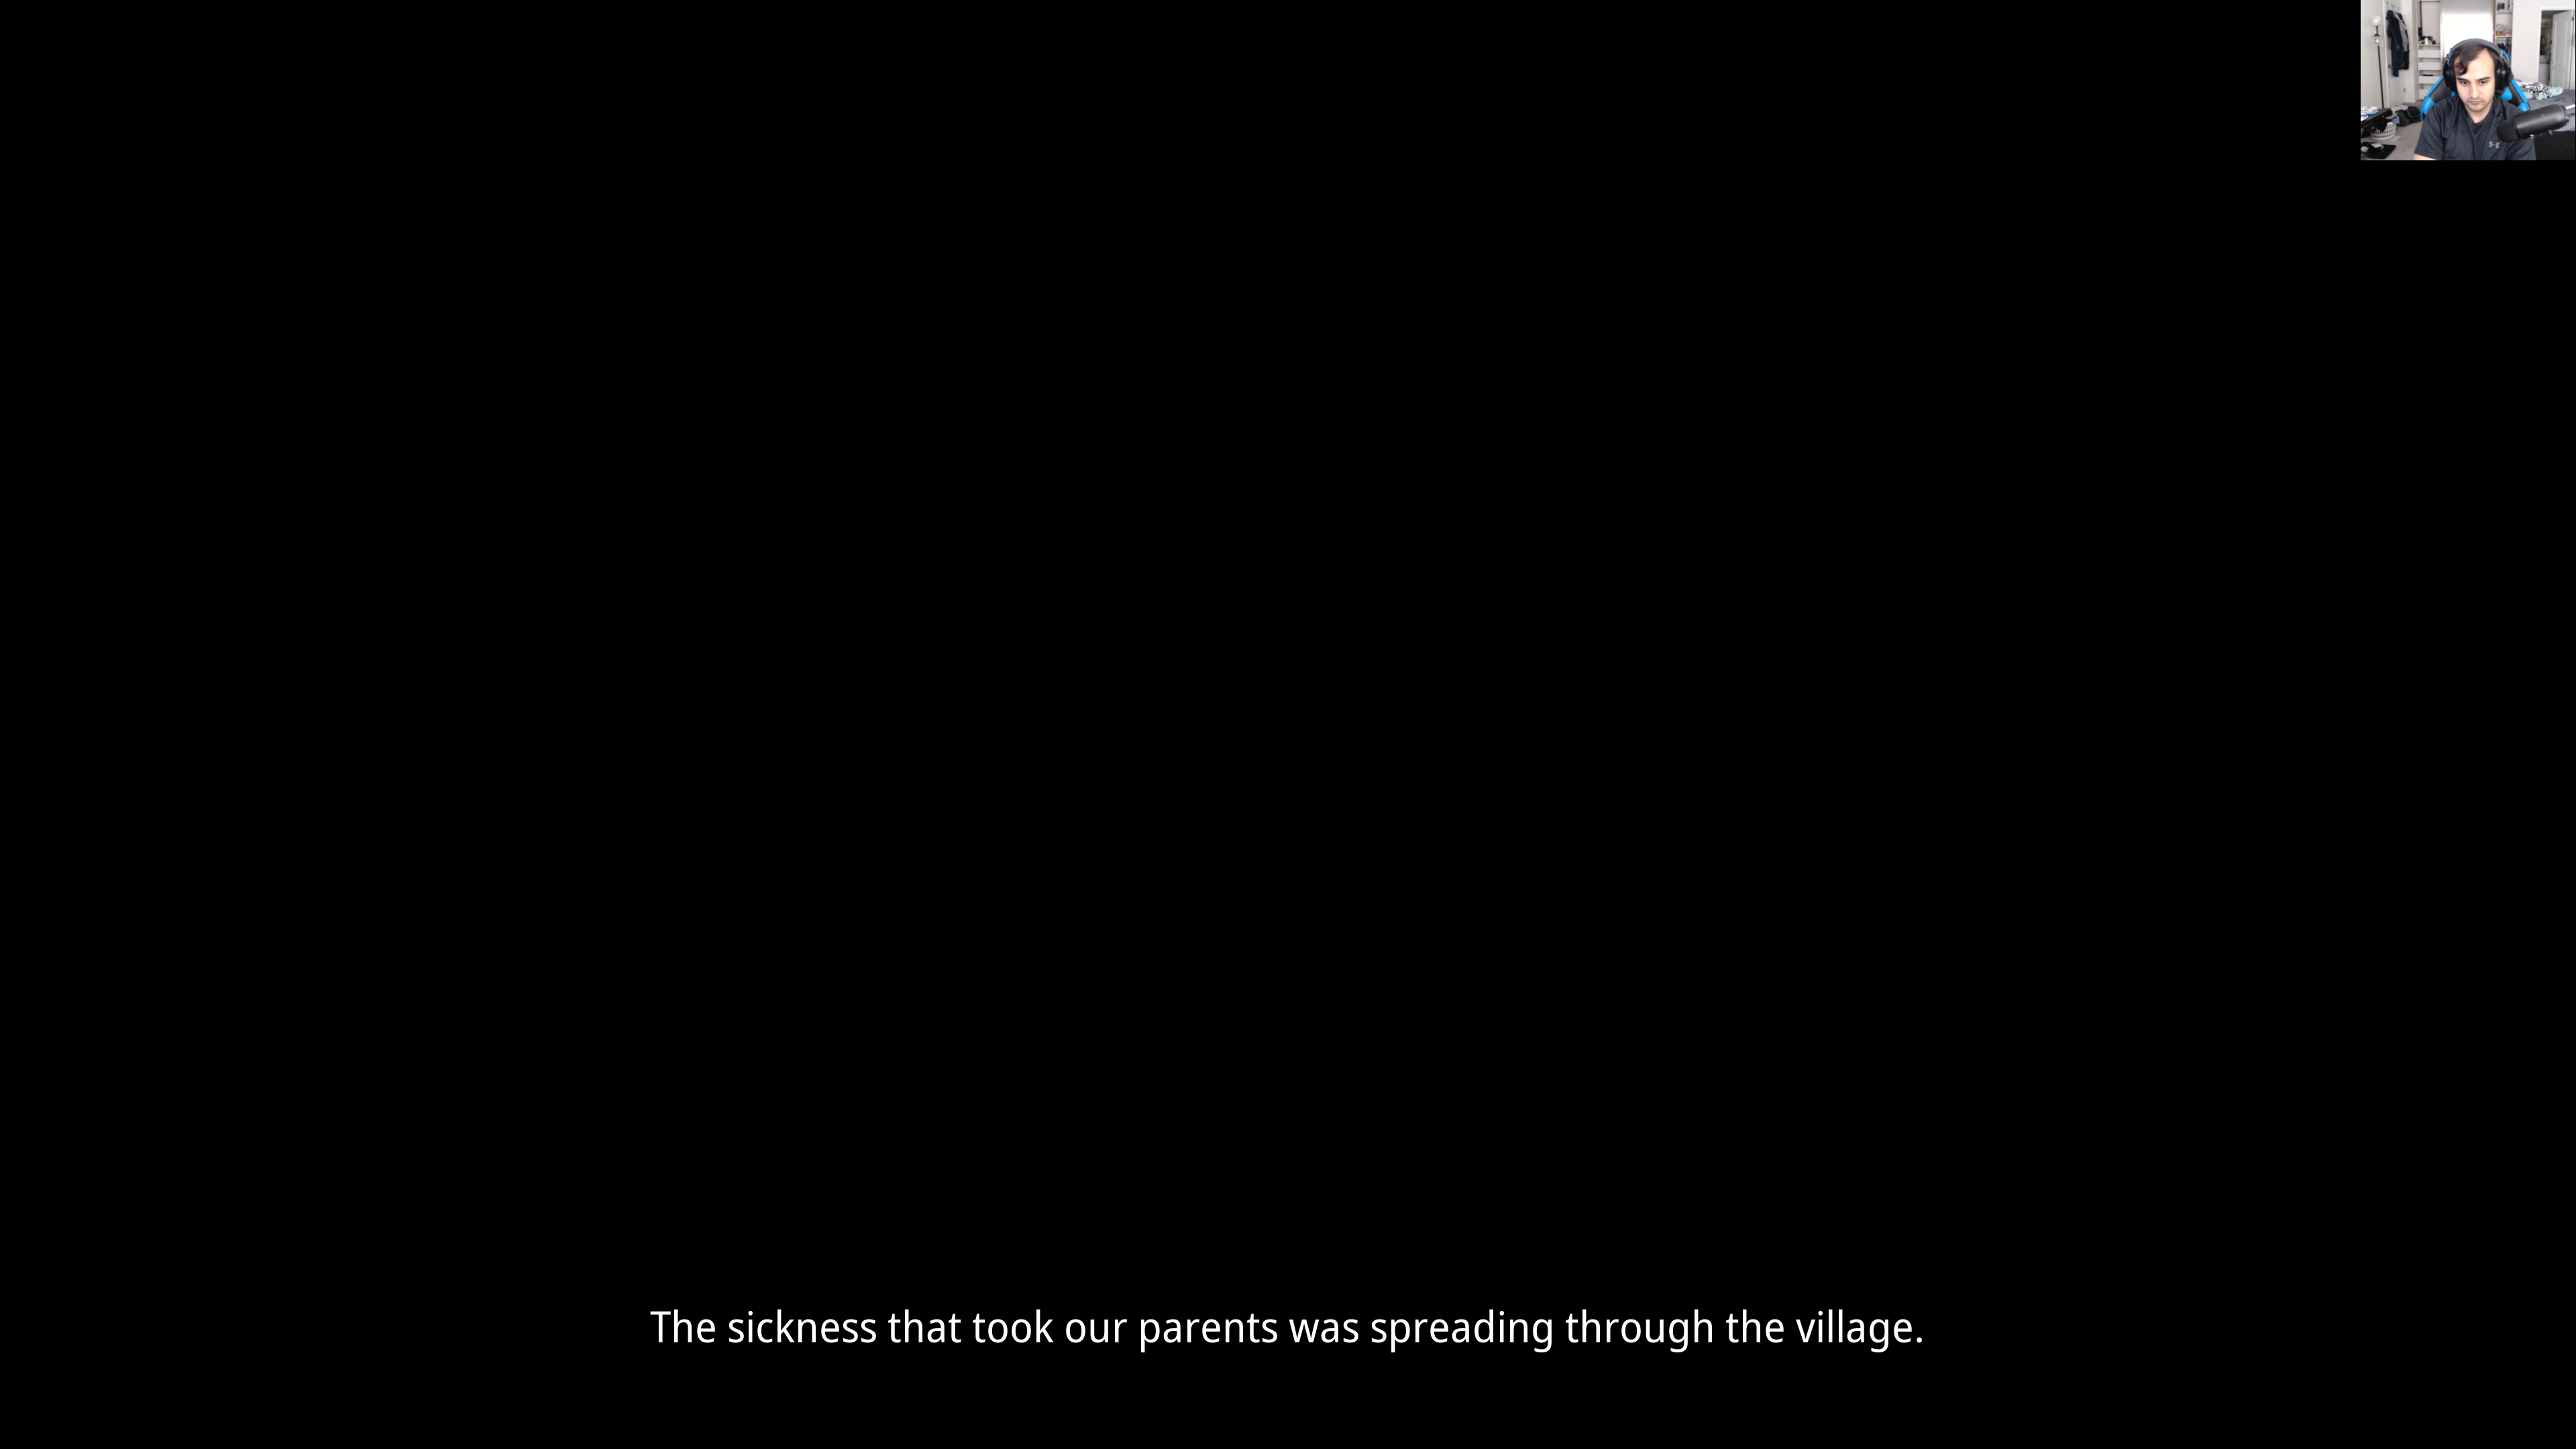 The sickness that took our parents was spreading through the village.